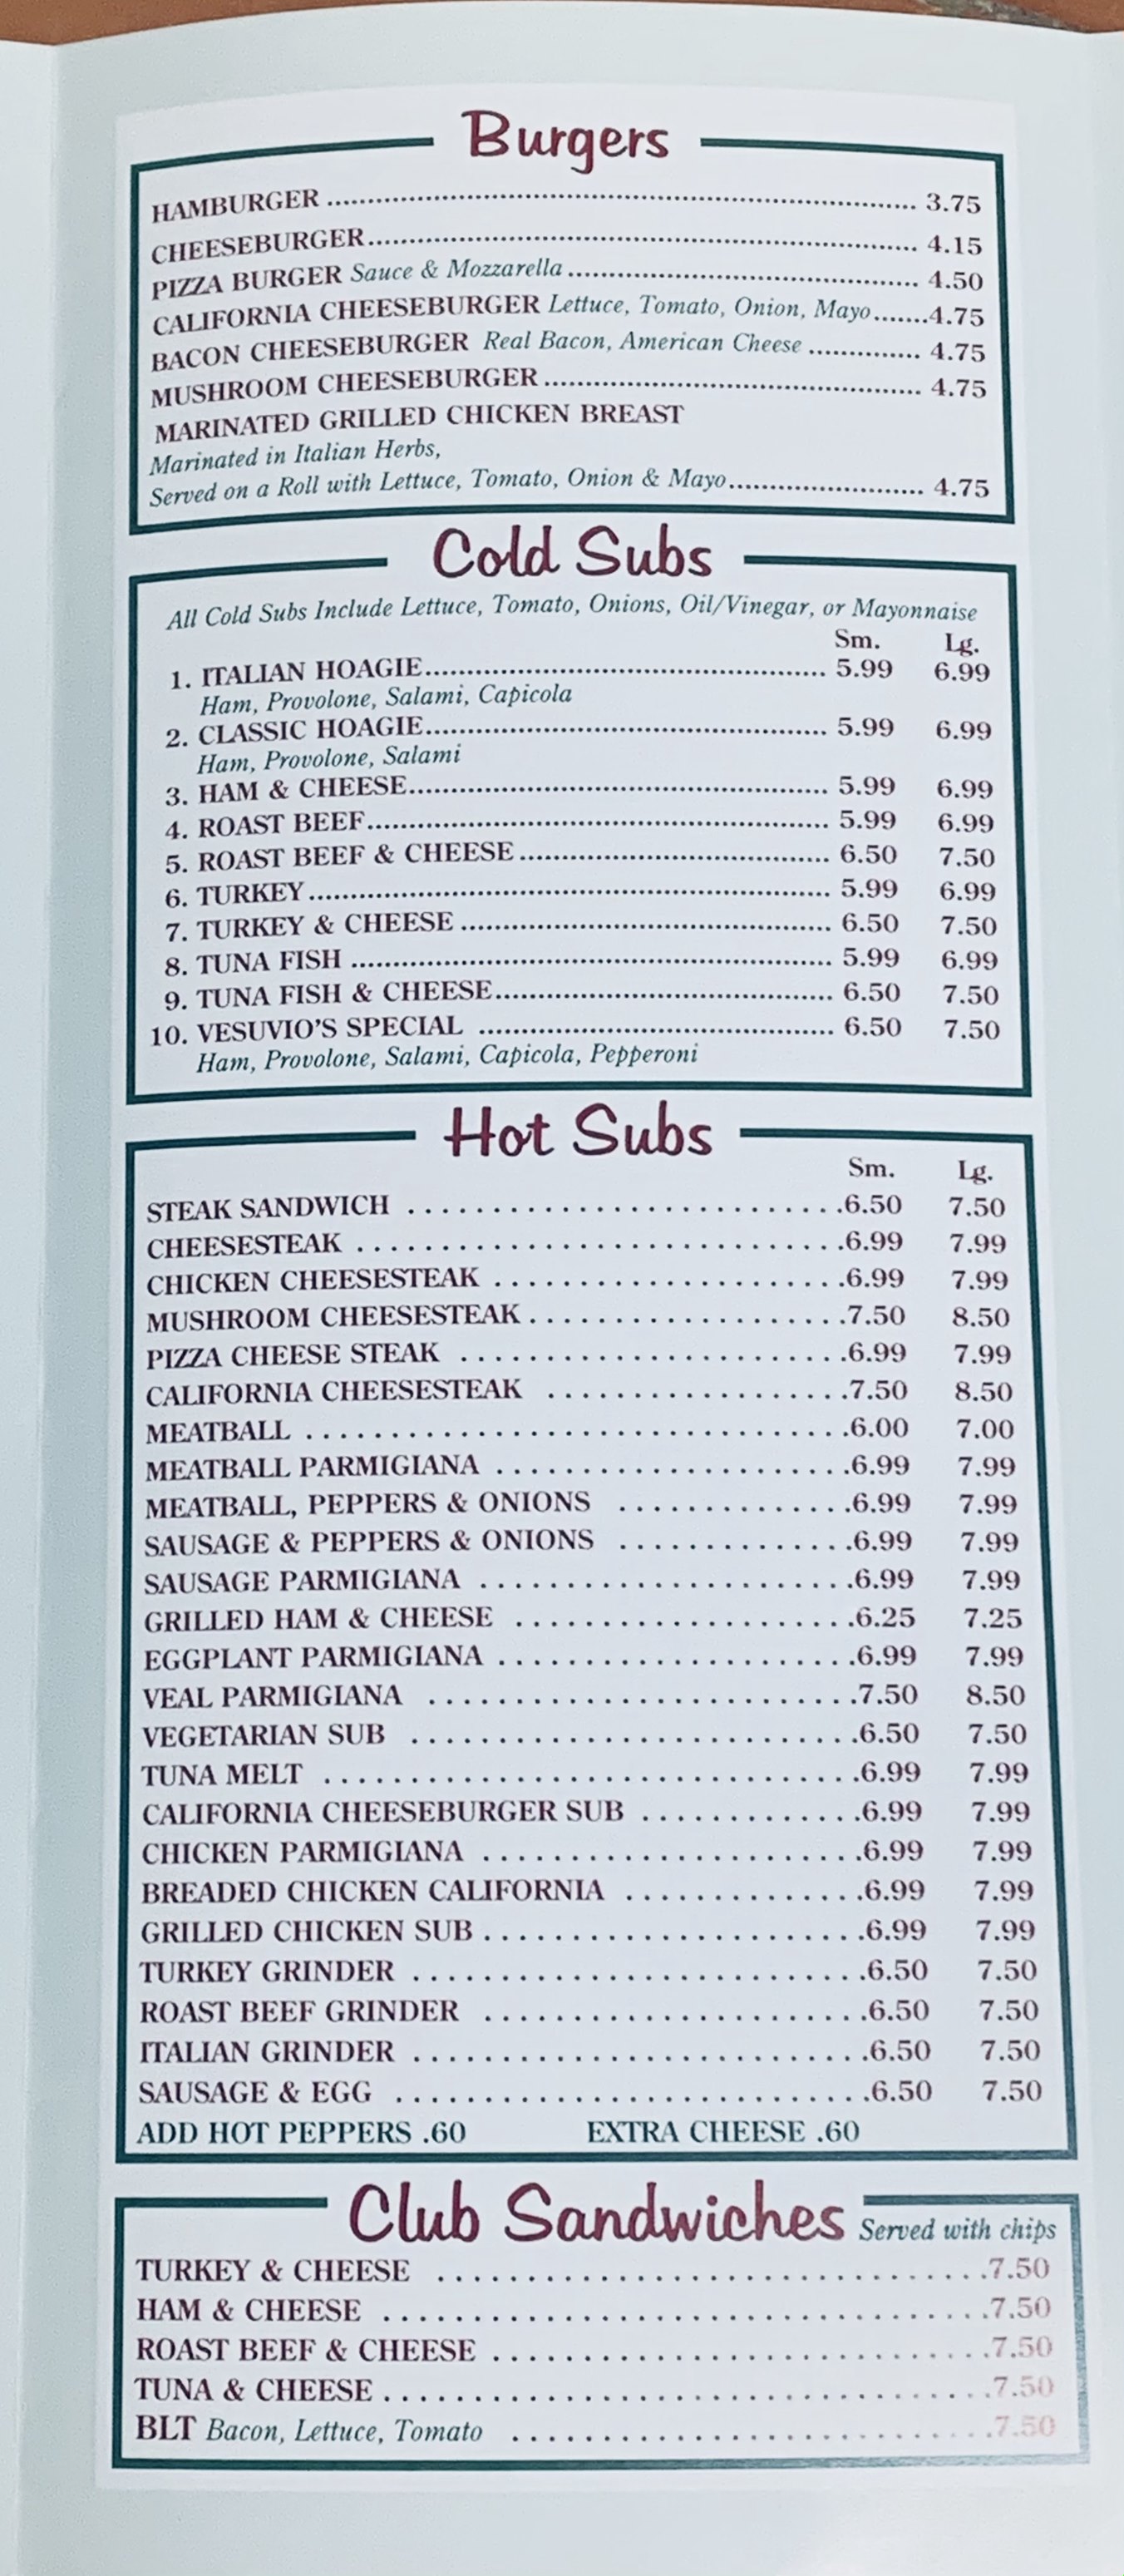 Burgers
HAMBURGER ........ 3.75
CHEESEBURGER ........ 4.15
PIZZA BURGER Sauce & Mozzarella ........ 4.50
CALIFORNIA CHEESEBURGER Lettuce, Tomato, Onion, Mayo ....... 4.75
BACON CHEESEBURGER Real Bacon, American Cheese ........ 4.75
MUSHROOM CHEESEBURGER ........ 4.75
MARINATED GRILLED CHICKEN BREAST
Marinated in Italian Herbs,
Served on a Roll with Lettuce, Tomato, Onion & Mayo ........ 4.75
Cold Subs
All Cold Subs Include Lettuce, Tomato, Onions, Oil/Vinegar, or Mayonnaise
Sm. Lg.
1. ITALIAN HOAGIE ........ 5.99 6.99
Ham, Provolone, Salami, Capicola
2. CLASSIC HOAGIE ........ 5.99 6.99
Ham, Provolone, Salami
3. HAM & CHEESE ........ 5.99 6.99
4. ROAST BEEF ........ 5.99 6.99
5. ROAST BEEF & CHEESE ........ 6.50 7.50
6. TURKEY ........ 5.99 6.99
7. TURKEY & CHEESE ........ 6.50 7.50
8. TUNA FISH ........ 5.99 6.99
9. TUNA FISH & CHEESE ........ 6.50 7.50
10. VESUVIO'S SPECIAL ........ 6.50 7.50
Ham, Provolone, Salami, Capicola, Pepperoni
Hot Subs
Sm. Lg.
STEAK SANDWICH ........ 6.50 7.50
CHEESESTEAK ........ 6.99 7.99
CHICKEN CHEESESTEAK ........ 6.99 7.99
MUSHROOM CHEESESTEAK ........ 7.50 8.50
PIZZA CHEESE STEAK ........ 6.99 7.99
CALIFORNIA CHEESESTEAK ........ 7.50 8.50
MEATBALL ........ 6.00 7.00
MEATBALL PARMIGIANA ........ 6.99 7.99
MEATBALL, PEPPERS & ONIONS ........ 6.99 7.99
SAUSAGE & PEPPERS & ONIONS ........ 6.99 7.99
SAUSAGE PARMIGIANA ........ 6.99 7.99
GRILLED HAM & CHEESE ........ 6.25 7.25
EGGPLANT PARMIGIANA ........ 6.99 7.99
VEAL PARMIGIANA ........ 7.50 8.50
VEGETARIAN SUB ........ 6.50 7.50
TUNA MELT ........ 6.99 7.99
CALIFORNIA CHEESEBURGER SUB ........ 6.99 7.99
CHICKEN PARMIGIANA ........ 6.99 7.99
BREADED CHICKEN CALIFORNIA ........ 6.99 7.99
GRILLED CHICKEN SUB ........ 6.99 7.99
TURKEY GRINDER ........ 6.50 7.50
ROAST BEEF GRINDER ........ 6.50 7.50
ITALIAN GRINDER ........ 6.50 7.50
SAUSAGE & EGG ........ 6.50 7.50
ADD HOT PEPPERS .60 EXTRA CHEESE .60
Club Sandwiches Served with chips
TURKEY & CHEESE ........ 7.50
HAM & CHEESE ........ 7.50
ROAST BEEF & CHEESE ........ 7.50
TUNA & CHEESE ........ 7.50
BLT Bacon, Lettuce, Tomato ........ 7.50